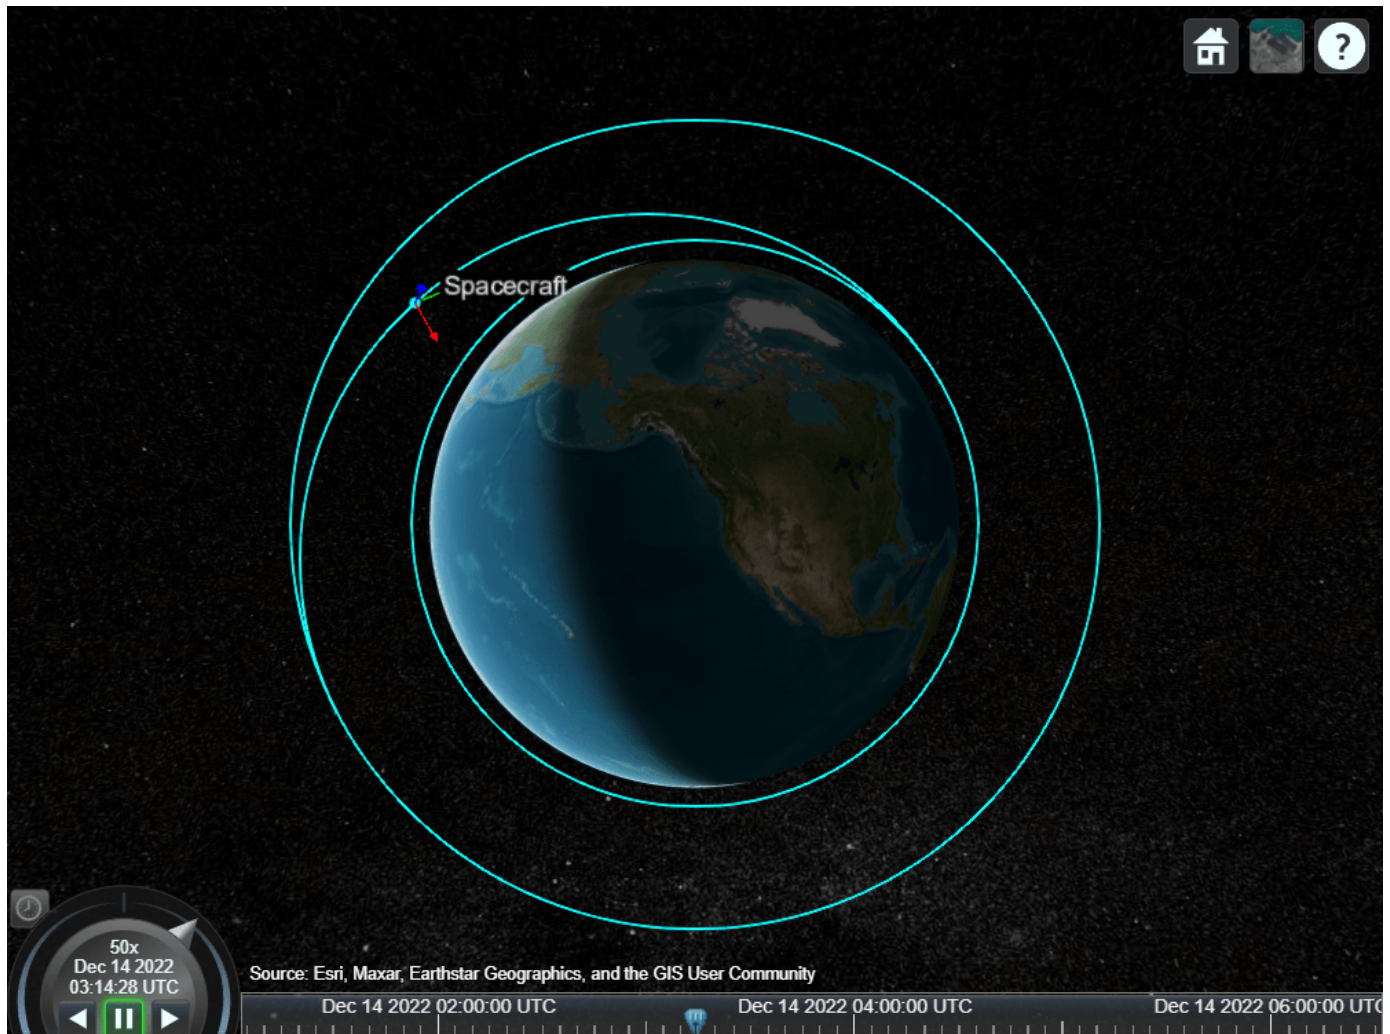 ?
Spacecraft
50x
Dec 14 2022
03:14:28 UTC
Source: Esri, Maxar, Earthstar Geographics, and the GIS User Community
Dec 14 2022 02:00:00 UTC Dec 14 2022 04:00:00 UTC Dec 14 2022 06:00:00 UTC